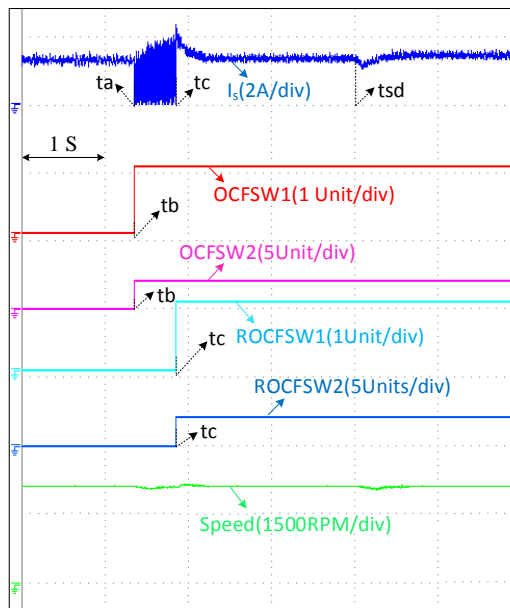 ta
tc
Is(2A/div)
tsd
1 S
OCFSW1(1 Unit/div)
tb
OCFSW2(5Unit/div)
tb
ROCFSW1(1Unit/div)
tc
ROCFSW2(5Units/div)
tc
Speed(1500RPM/div)